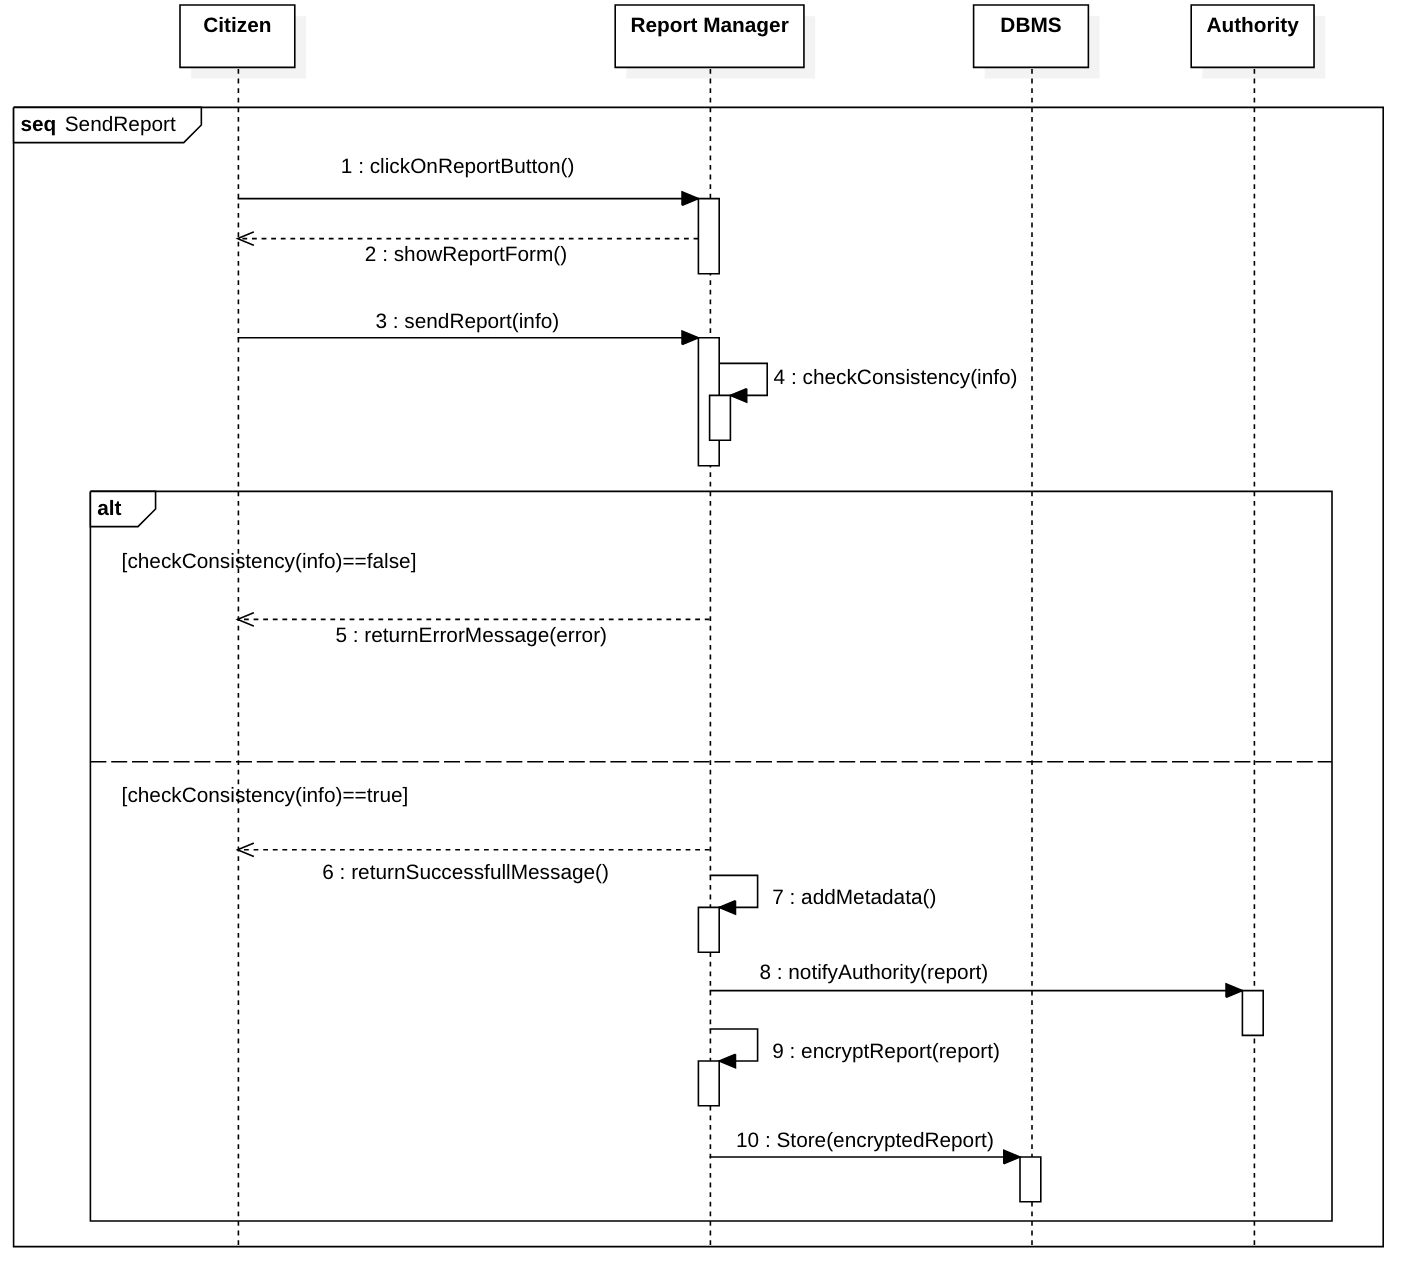 Citizen
Report Manager
DBMS
Authority
seq SendReport
1 : clickOnReportButton()
2 : showReportForm()
3 : sendReport(info)
4 : checkConsistency(info)
alt
[checkConsistency(info)==false]
5 : returnErrorMessage(error)
[checkConsistency(info)==true]
6 : returnSuccessfullMessage()
7 : addMetadata()
8 : notifyAuthority(report)
9 : encryptReport(report)
10 : Store(encryptedReport)